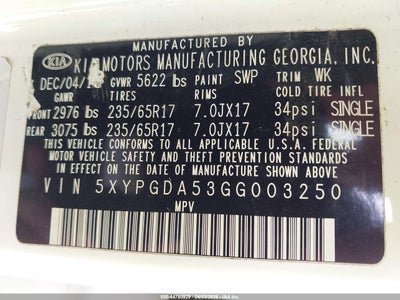 MANUFACTURED BY
KIA KIA MOTORS MANUFACTURING GEORGIA, INC.
DEC/04/ GVWR 5622 lbs PAINT SWP TRIM WK
GAWR TIRES RIMS COLD TIRE INFL
FRONT 2976 lbs 235/65R17 7.0JX17 34psi SINGLE
REAR 3075 lbs 235/65R17 7.0JX17 34psi SINGLE
THIS VEHICLE CONFORMS TO ALL APPLICABLE U.S.A. FEDERAL
MOTOR VEHICLE SAFETY STANDARDS IN EFFECT ON THE DATE OF
MANUFACTURE SHOWN ABOVE
VIN 5XYPGDA53GG003250
MPV